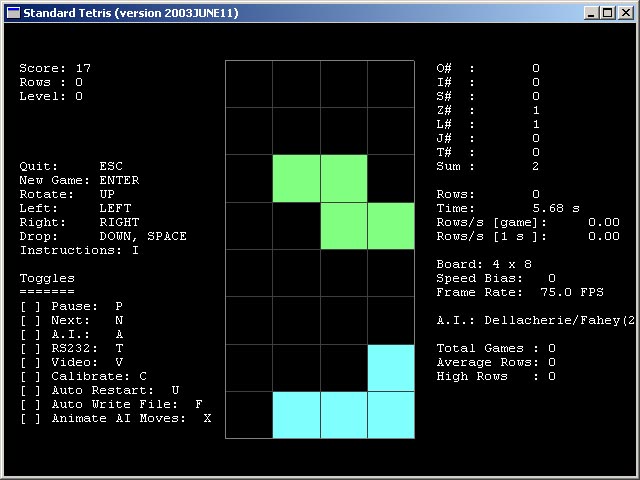 Standard Tetris (version 2003JUNE11)
Score: 17
Rows : 0
Level: 0
Quit: ESC
New Game: ENTER
Rotate: UP
Left: LEFT
Right: RIGHT
Drop: DOWN, SPACE
Instructions: I
Toggles
=======
[ ] Pause: P
[ ] Next: N
[ ] A.I.: A
[ ] RS232: T
[ ] Video: V
[ ] Calibrate: C
[ ] Auto Restart: U
[ ] Auto Write File: F
[ ] Animate AI Moves: X
O# : 0
I# : 0
S# : 0
Z# : 1
L# : 1
J# : 0
T# : 0
Sum : 2
Rows: 0
Time: 5.68 s
Rows/s [game]: 0.00
Rows/s [1 s ]: 0.00
Board: 4 x 8
Speed Bias: 0
Frame Rate: 75.0 FPS
A.I.: Dellacherie/Fahey(2
Total Games : 0
Average Rows: 0
High Rows : 0